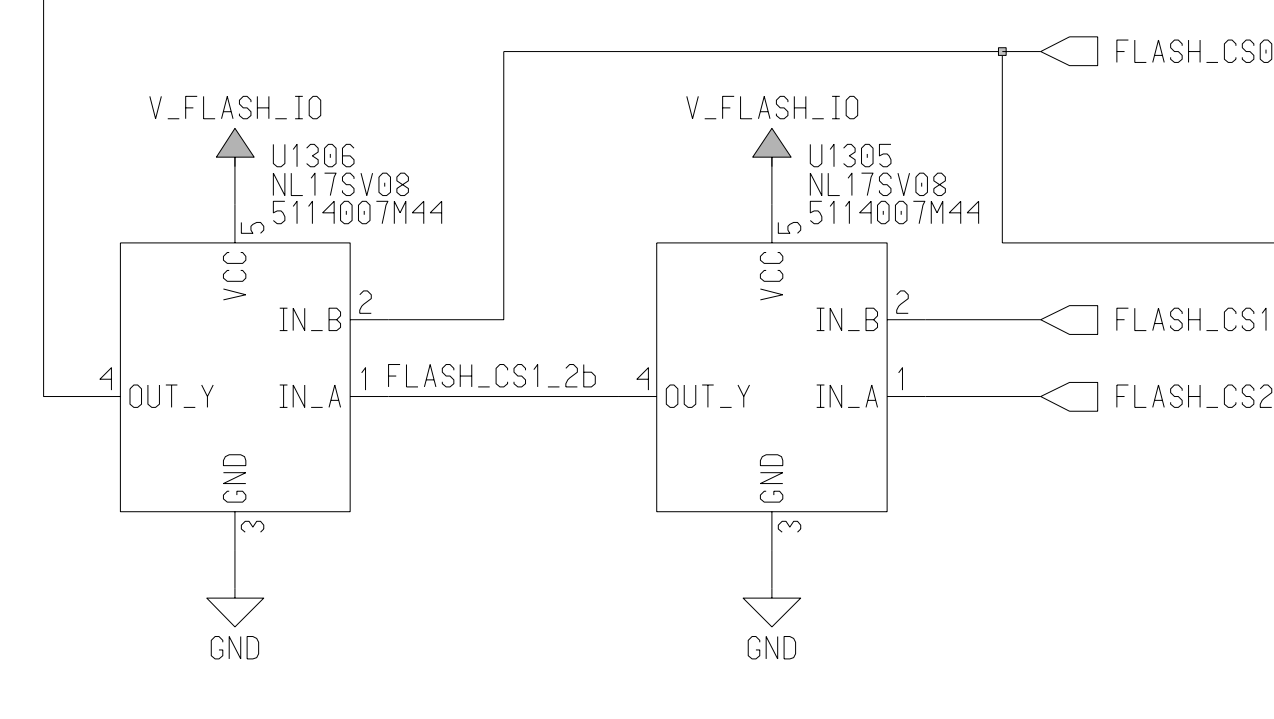 FLASH_CS0
V_FLASH_IO
V_FLASH_IO
U1306
NL17SV08
5114007M44
U1305
NL17SV08
5114007M44
5
5
VCC
VCC
2
IN_B
2
IN_B
FLASH_CS1
4
OUT_Y
1
IN_A
FLASH_CS1_2b
4
OUT_Y
1
IN_A
FLASH_CS2
GND
GND
3
3
GND
GND